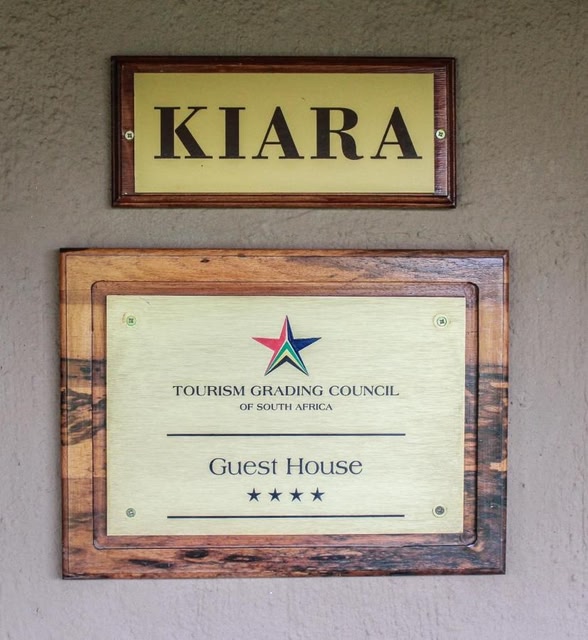 KIARA
TOURISM GRADING COUNCIL
OF SOUTH AFRICA
Guest House
★★★★